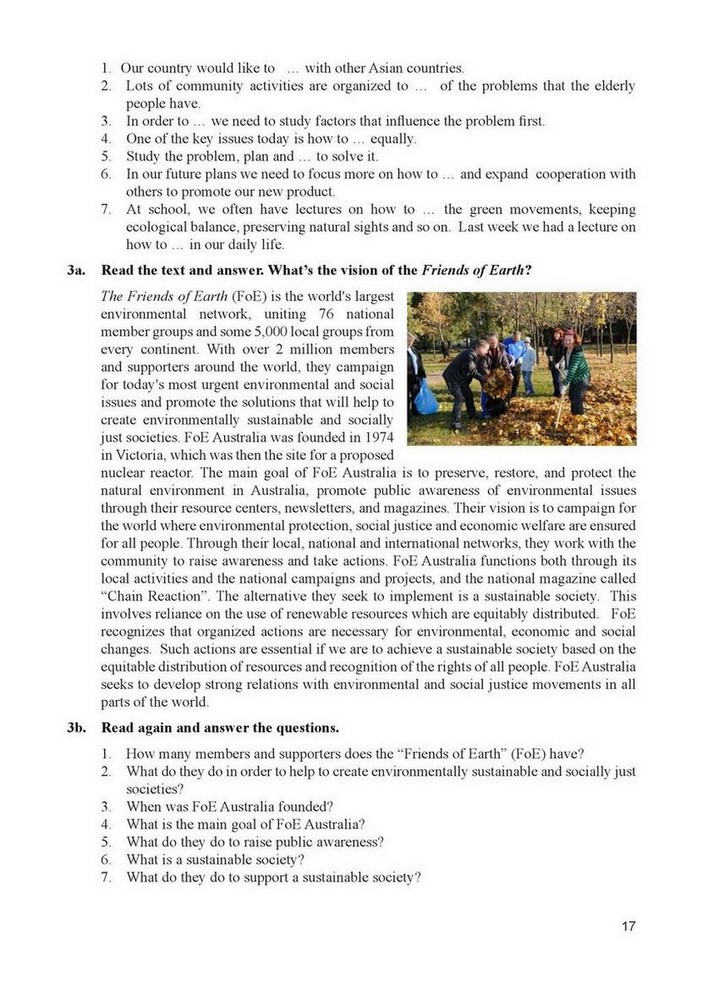 1. Our country would like to … with other Asian countries.
2. Lots of community activities are organized to … of the problems that the elderly
people have.
3. In order to … we need to study factors that influence the problem first.
4. One of the key issues today is how to … equally.
5. Study the problem, plan and … to solve it.
6. In our future plans we need to focus more on how to … and expand cooperation with
others to promote our new product.
7. At school, we often have lectures on how to … the green movements, keeping
ecological balance, preserving natural sights and so on. Last week we had a lecture on
how to … in our daily life.
3a. Read the text and answer. What's the vision of the Friends of Earth?
The Friends of Earth (FoE) is the world's largest
environmental network, uniting 76 national
member groups and some 5,000 local groups from
every continent. With over 2 million members
and supporters around the world, they campaign
for today's most urgent environmental and social
issues and promote the solutions that will help to
create environmentally sustainable and socially
just societies. FoE Australia was founded in 1974
in Victoria, which was then the site for a proposed
nuclear reactor. The main goal of FoE Australia is to preserve, restore, and protect the
natural environment in Australia, promote public awareness of environmental issues
through their resource centers, newsletters, and magazines. Their vision is to campaign for
the world where environmental protection, social justice and economic welfare are ensured
for all people. Through their local, national and international networks, they work with the
community to raise awareness and take actions. FoE Australia functions both through its
local activities and the national campaigns and projects, and the national magazine called
“Chain Reaction”. The alternative they seek to implement is a sustainable society. This
involves reliance on the use of renewable resources which are equitably distributed. FoE
recognizes that organized actions are necessary for environmental, economic and social
changes. Such actions are essential if we are to achieve a sustainable society based on the
equitable distribution of resources and recognition of the rights of all people. FoE Australia
seeks to develop strong relations with environmental and social justice movements in all
parts of the world.
3b. Read again and answer the questions.
1. How many members and supporters does the “Friends of Earth” (FoE) have?
2. What do they do in order to help to create environmentally sustainable and socially just
societies?
3. When was FoE Australia founded?
4. What is the main goal of FoE Australia?
5. What do they do to raise public awareness?
6. What is a sustainable society?
7. What do they do to support a sustainable society?
17